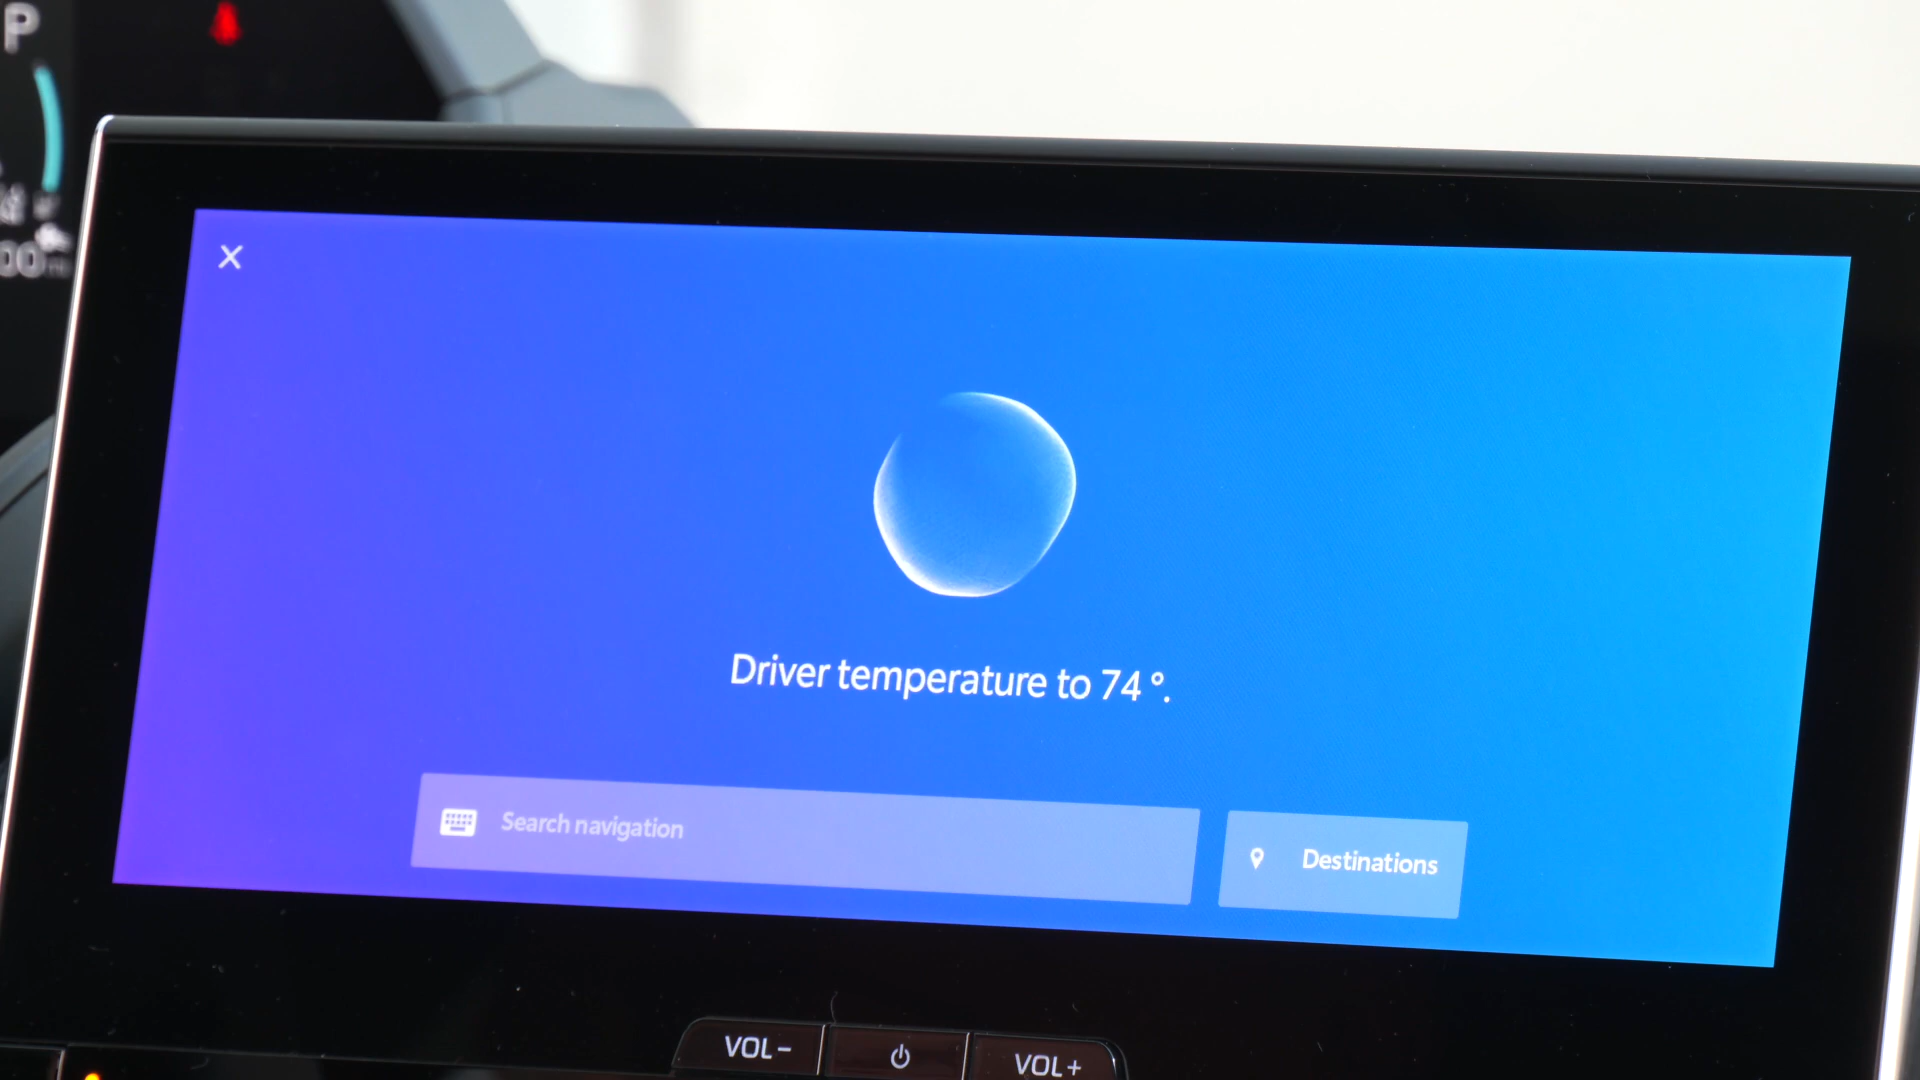 P
Driver temperature to 74 °.
Search navigation
Destinations
VOL-
VOL+